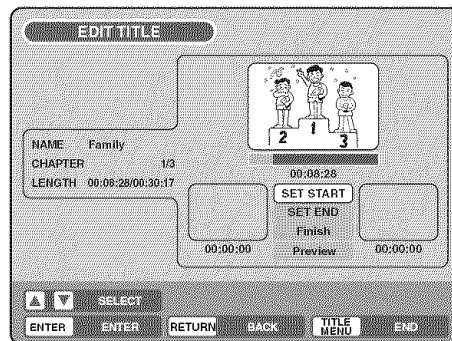 EDIT TITLE
2 1 3
NAME Family
CHAPTER 1/3
LENGTH 00:08:28/00:30:17
00:08:28
SET START
SET END
Finish
Preview
00:00:00 00:00:00
SELECT
ENTER ENTER RETURN BACK TITLE MENU END